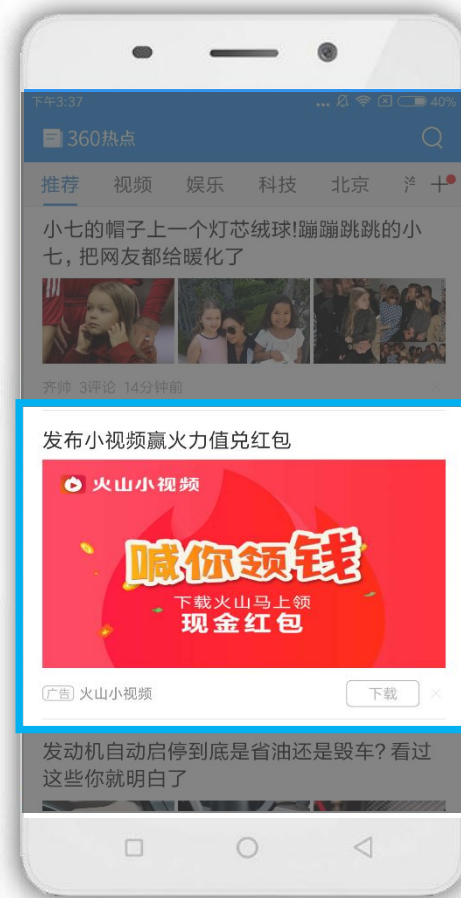 下午3:37
... 40%
360热点
推荐 视频 娱乐 科技 北京
小七的帽子上一个灯芯绒球!蹦蹦跳跳的小
七，把网友都给暖化了
齐帅 3评论 14分钟前
发布小视频赢火力值兑红包
火山小视频
喊你领钱
下载火山马上领
现金红包
广告 火山小视频 下载
发动机自动启停到底是省油还是毁车? 看过
这些你就明白了